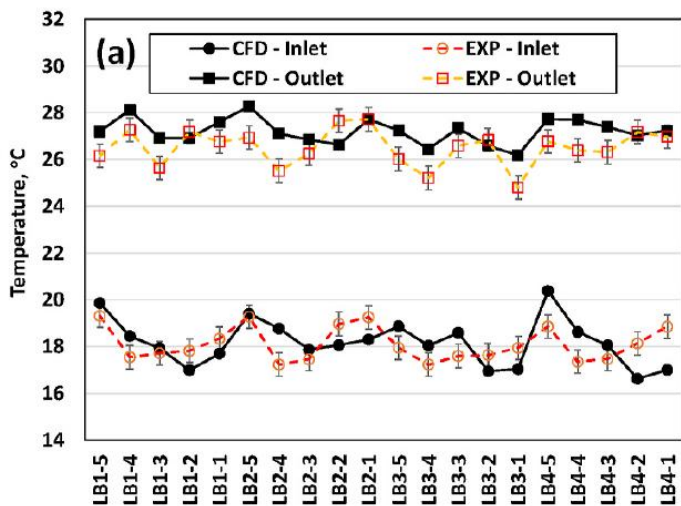 (a)
CFD - Inlet
EXP - Inlet
CFD - Outlet
EXP - Outlet
Temperature, °C
32
30
28
26
24
22
20
18
16
14
LB1-5
LB1-4
LB1-3
LB1-2
LB1-1
LB2-5
LB2-4
LB2-3
LB2-2
LB2-1
LB3-5
LB3-4
LB3-3
LB3-2
LB3-1
LB4-5
LB4-4
LB4-3
LB4-2
LB4-1